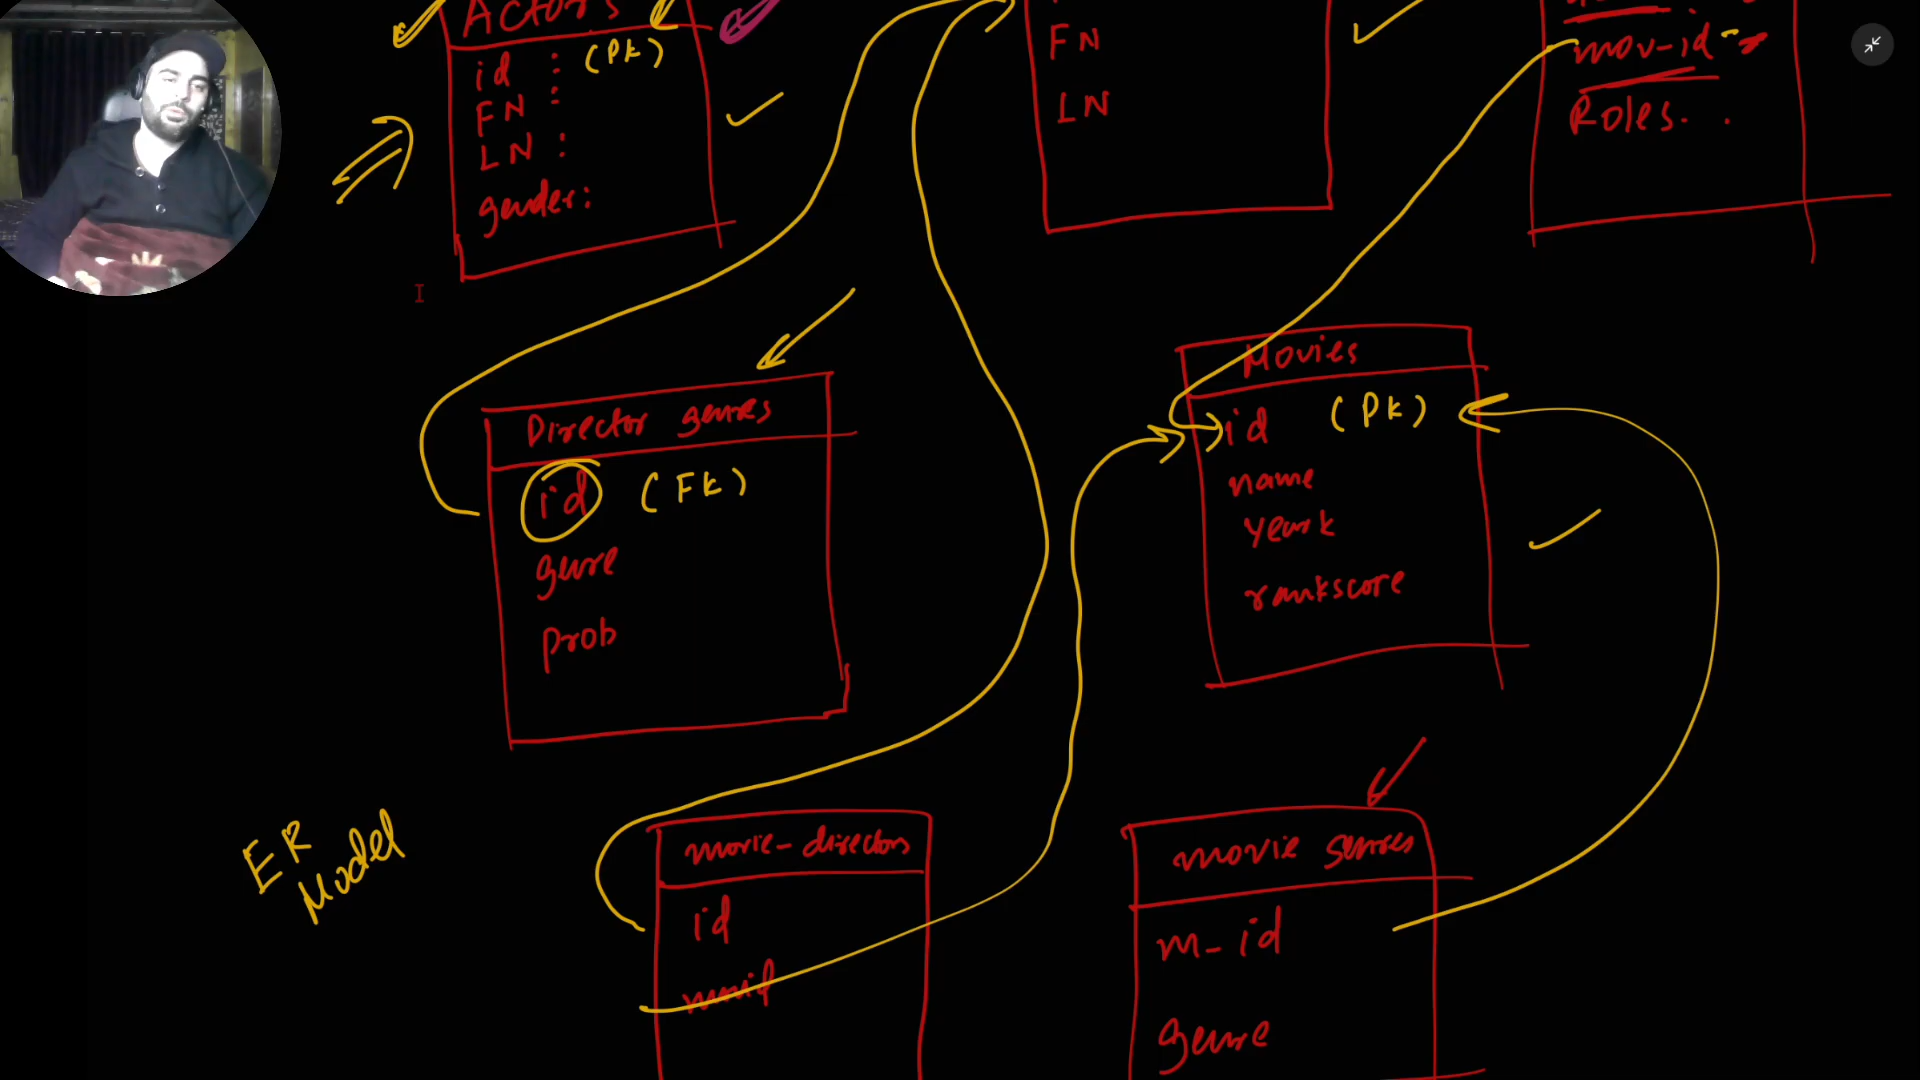 Actors
id : (PK)
FN :
LN :
gender:
FN
LN
mov-id
Roles. .
Director genres
id (FK)
genre
prob
Movies
id (PK)
name
year
rankscore
ER
Model
movie-directors
id
movie genres
m-id
genre